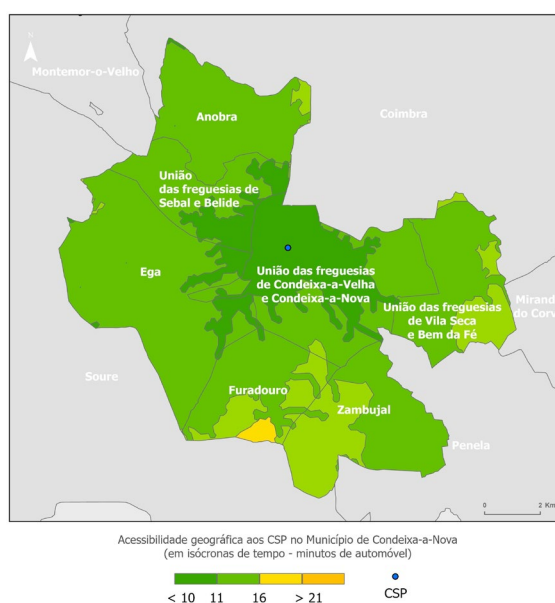 N
Montemor-o-Velho
Coimbra
Anobra
União
das freguesias de
Sebal e Belide
Ega
União das freguesias
de Condeixa-a-Velha
e Condeixa-a-Nova
União das freguesias
de Vila Seca
e Bem da Fé
Mirand
do Corv
Soure
Furadouro
Zambujal
Penela
0 2 Km
Acessibilidade geográfica aos CSP no Município de Condeixa-a-Nova
(em isócronas de tempo - minutos de automóvel)
< 10 11 16 > 21
CSP